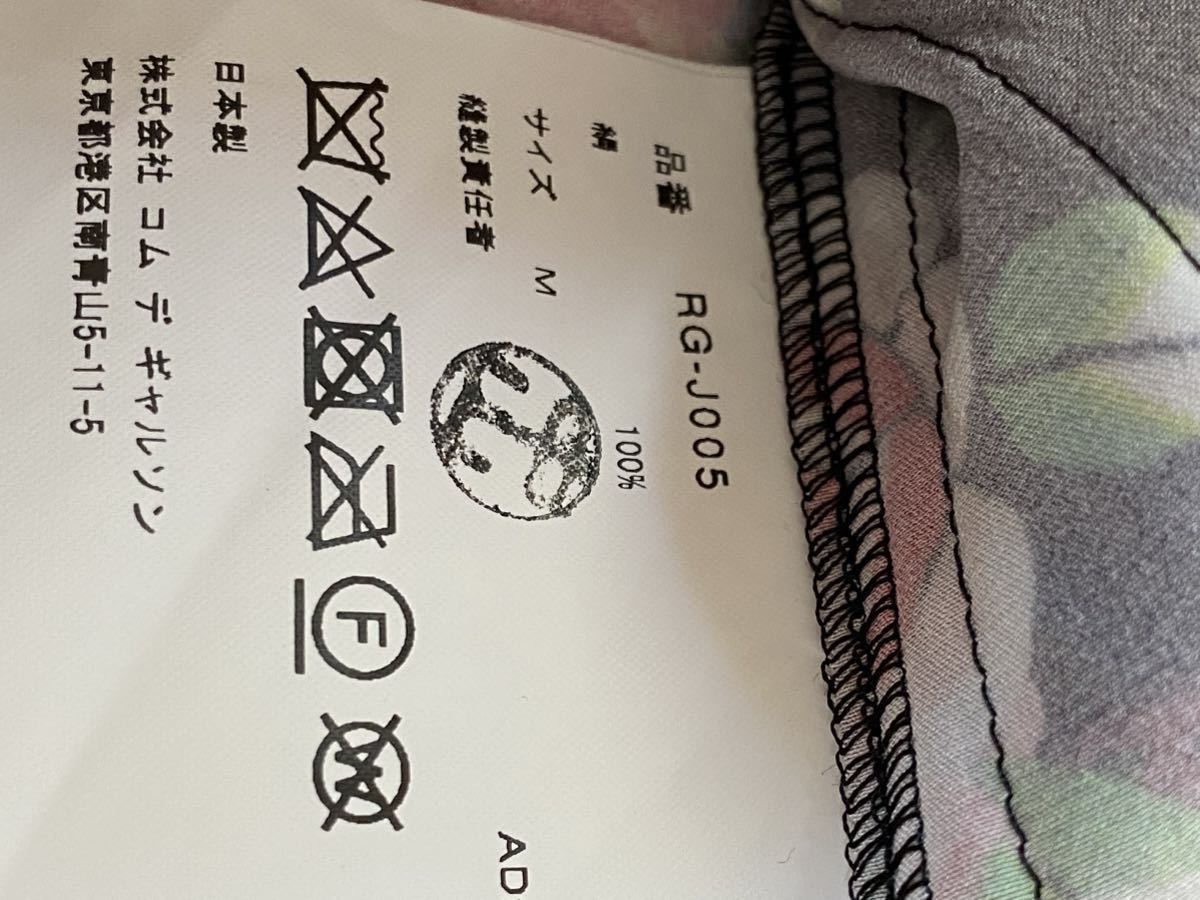 品番 RG-J005
絹 100%
サイズ M
縫製責任者
F
W
日本製
株式会社 コム デ ギャルソン
東京都港区南青山5-11-5
AD